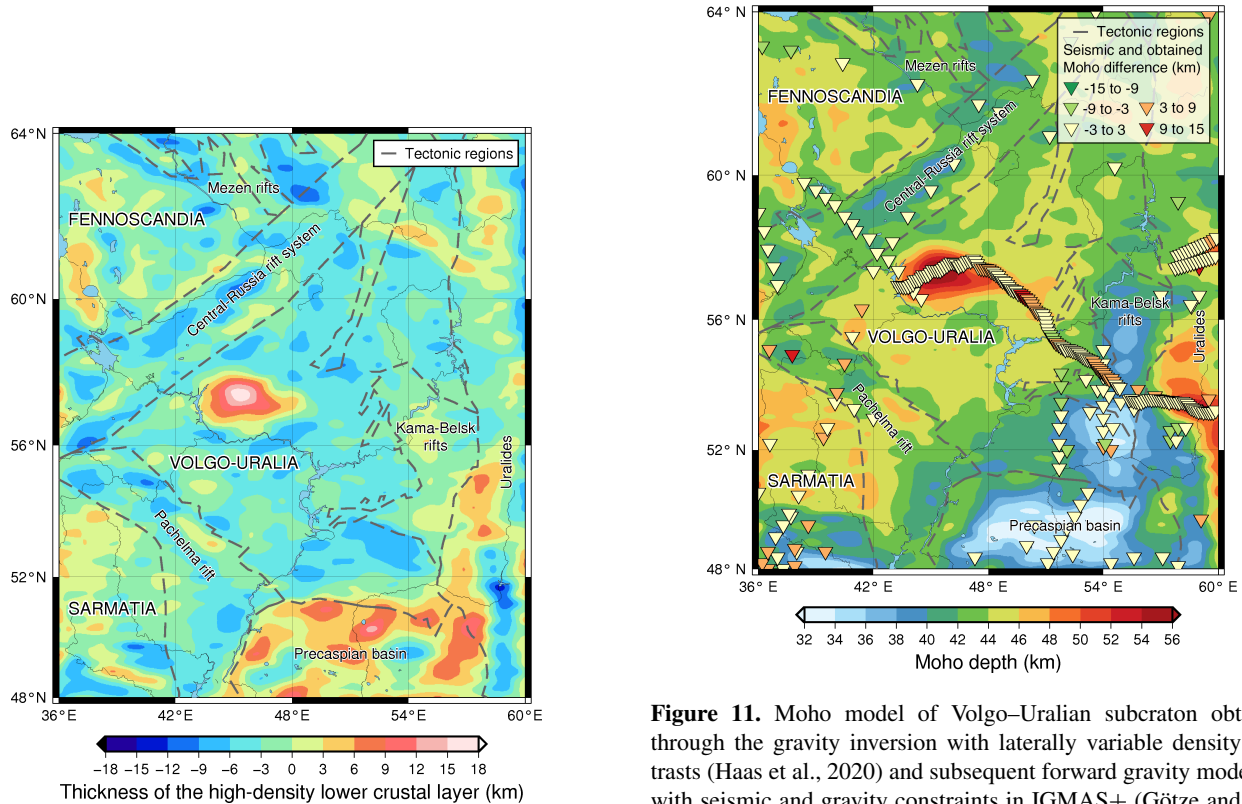 64° N
60° N
56° N
52° N
48° N
36° E
42° E
48° E
54° E
60° E
Tectonic regions
Mezen rifts
FENNOSCANDIA
Central-Russia rift system
Kama-Belsk
rifts
VOLGO-URALIA
Uralides
Pachelma rift
SARMATIA
Precaspian basin
−18 −15 −12 −9 −6 −3 0 3 6 9 12 15 18
Thickness of the high-density lower crustal layer (km)
64° N
60° N
56° N
52° N
48° N
36° E
42° E
48° E
54° E
60° E
Tectonic regions
Seismic and obtained
Moho difference (km)
-15 to -9
-9 to -3 3 to 9
-3 to 3 9 to 15
Mezen rifts
FENNOSCANDIA
Central-Russia rift system
Kama-Belsk
rifts
VOLGO-URALIA
Uralides
Pachelma rift
SARMATIA
Precaspian basin
32 34 36 38 40 42 44 46 48 50 52 54 56
Moho depth (km)
Figure 11. Moho model of Volgo–Uralian subcraton obt
through the gravity inversion with laterally variable density
trasts (Haas et al., 2020) and subsequent forward gravity mode
with seismic and gravity constraints in IGMAS+ (Götze and